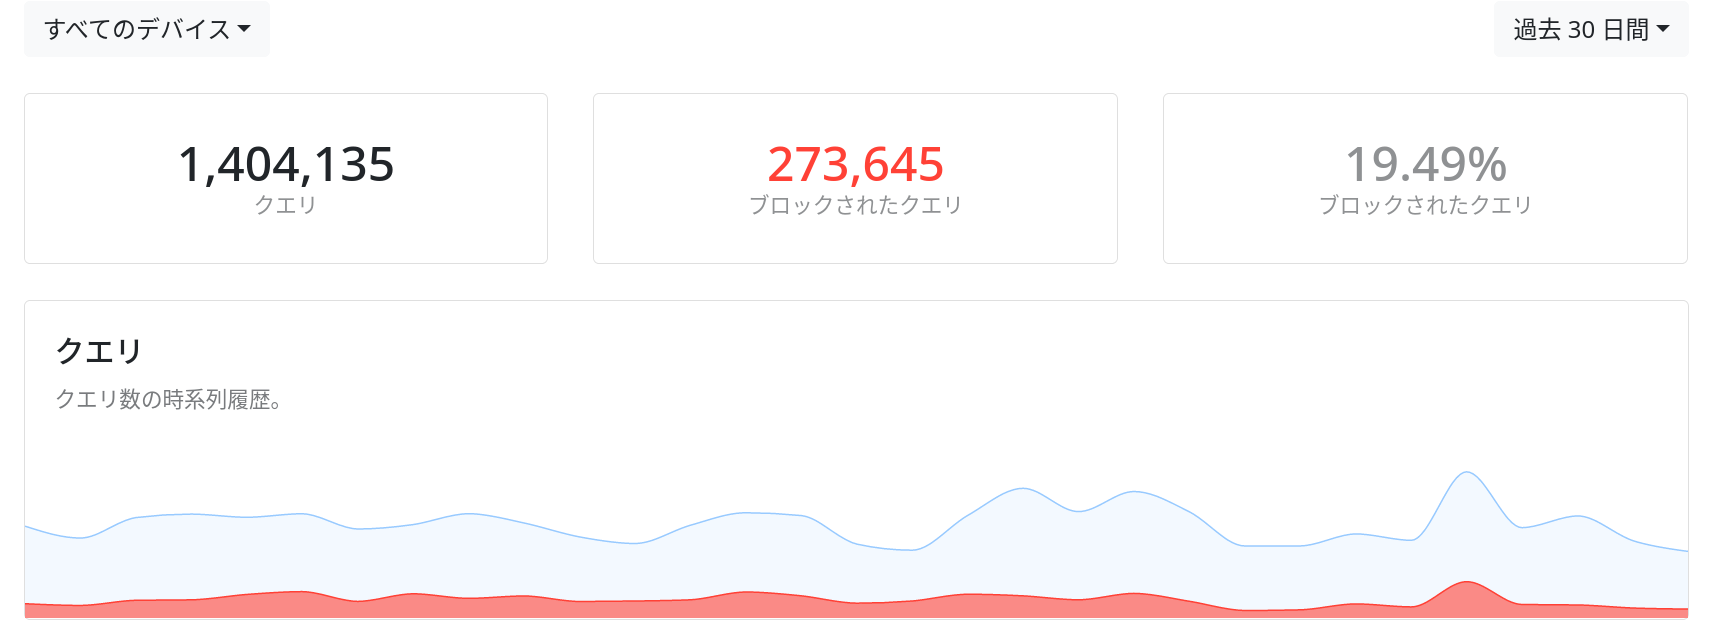 すべてのデバイス
過去 30 日間
1,404,135
クエリ
273,645
ブロックされたクエリ
19.49%
ブロックされたクエリ
クエリ
クエリ数の時系列履歴。